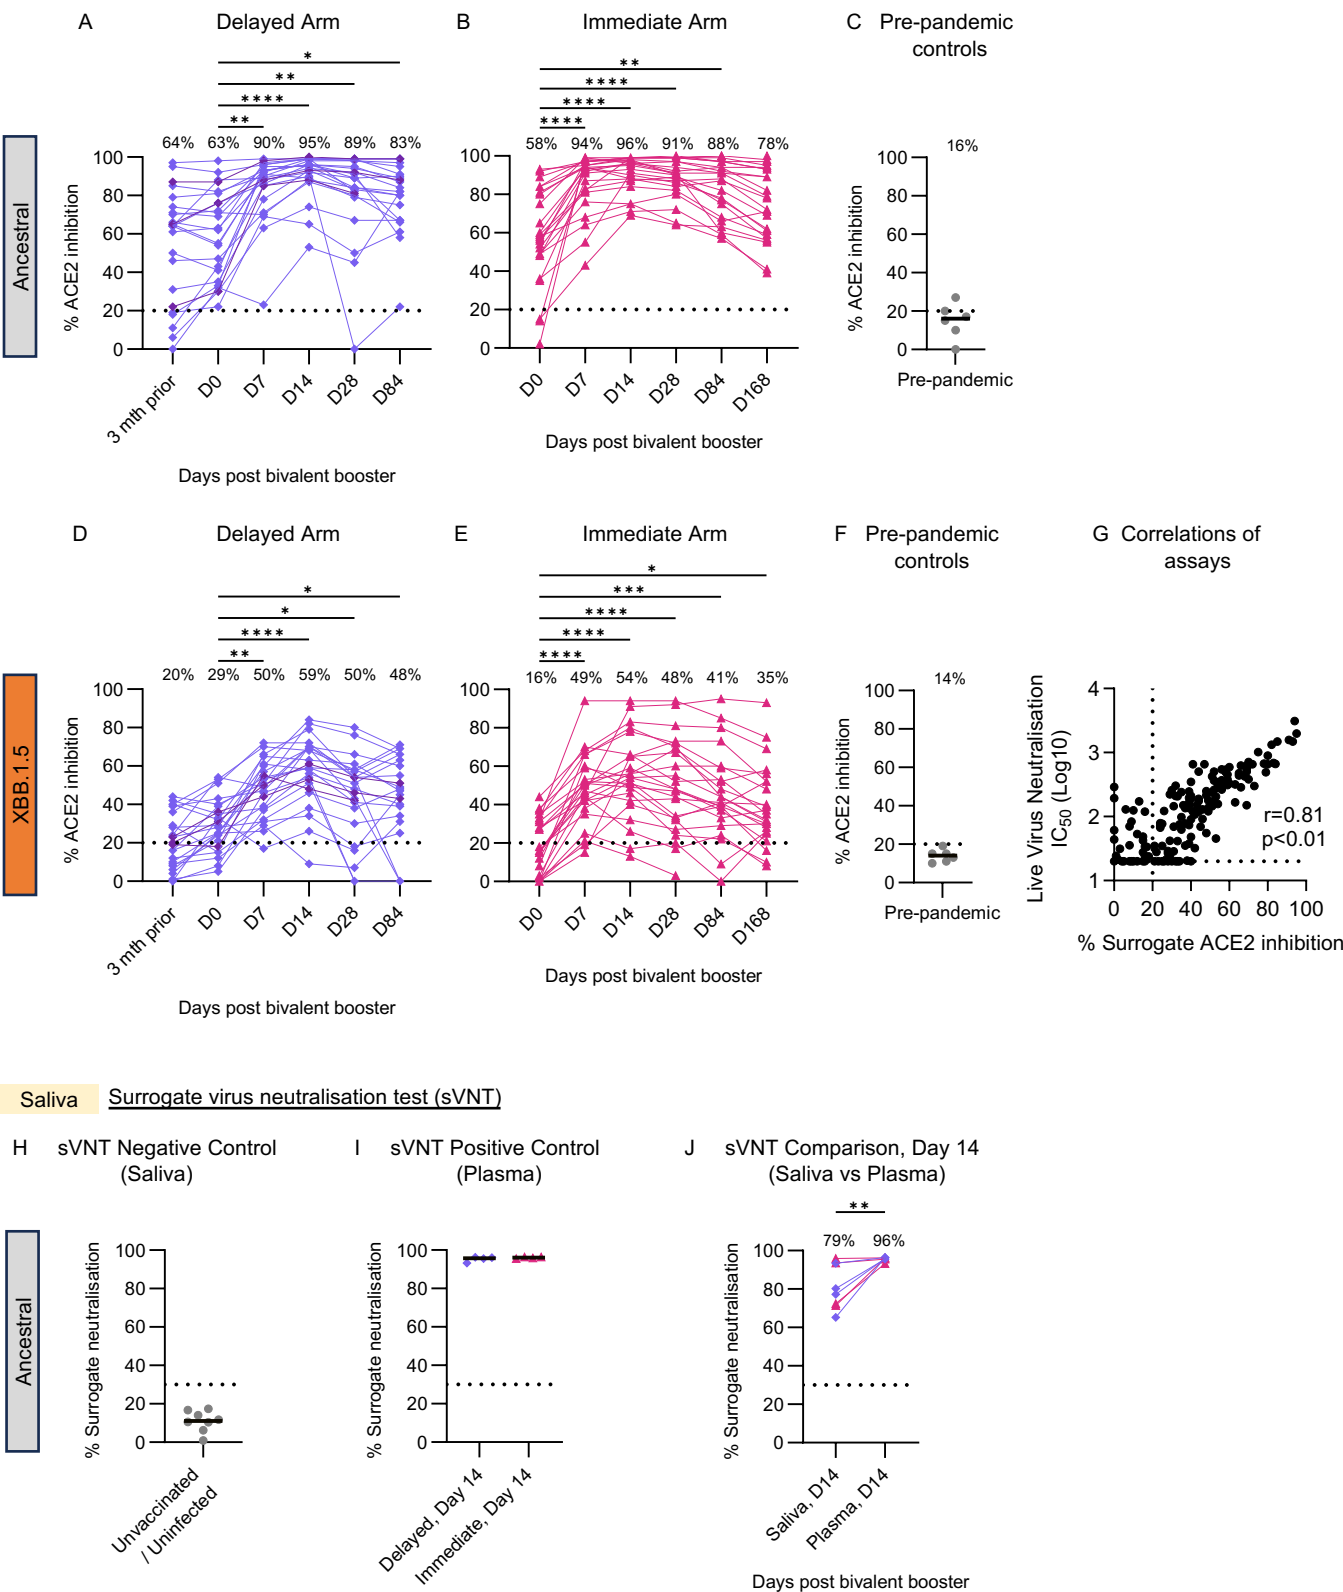 A Delayed Arm
B Immediate Arm
C Pre-pandemic
controls
*
**
****
**
**
****
****
****
Ancestral
% ACE2 inhibition
64% 63% 90% 95% 89% 83%
100
80
60
40
20
0
3 mth prior D0 D7 D14 D28 D84
Days post bivalent booster
% ACE2 inhibition
58% 94% 96% 91% 88% 78%
100
80
60
40
20
0
D0 D7 D14 D28 D84 D168
Days post bivalent booster
% ACE2 inhibition
16%
100
80
60
40
20
0
Pre-pandemic
D Delayed Arm
E Immediate Arm
F Pre-pandemic
controls
G Correlations of
assays
*
*
****
**
*
***
****
****
****
XBB.1.5
% ACE2 inhibition
20% 29% 50% 59% 50% 48%
100
80
60
40
20
0
3 mth prior D0 D7 D14 D28 D84
Days post bivalent booster
% ACE2 inhibition
16% 49% 54% 48% 41% 35%
100
80
60
40
20
0
D0 D7 D14 D28 D84 D168
Days post bivalent booster
% ACE2 inhibition
14%
100
80
60
40
20
0
Pre-pandemic
Live Virus Neutralisation
IC50 (Log10)
4
3
2
1
r=0.81
p<0.01
0 20 40 60 80 100
% Surrogate ACE2 inhibition
Saliva Surrogate virus neutralisation test (sVNT)
H sVNT Negative Control
(Saliva)
I sVNT Positive Control
(Plasma)
J sVNT Comparison, Day 14
(Saliva vs Plasma)
Ancestral
% Surrogate neutralisation
100
80
60
40
20
0
Unvaccinated
/ Uninfected
% Surrogate neutralisation
100
80
60
40
20
0
Delayed, Day 14
Immediate, Day 14
**
79% 96%
% Surrogate neutralisation
100
80
60
40
20
0
Saliva, D14
Plasma, D14
Days post bivalent booster